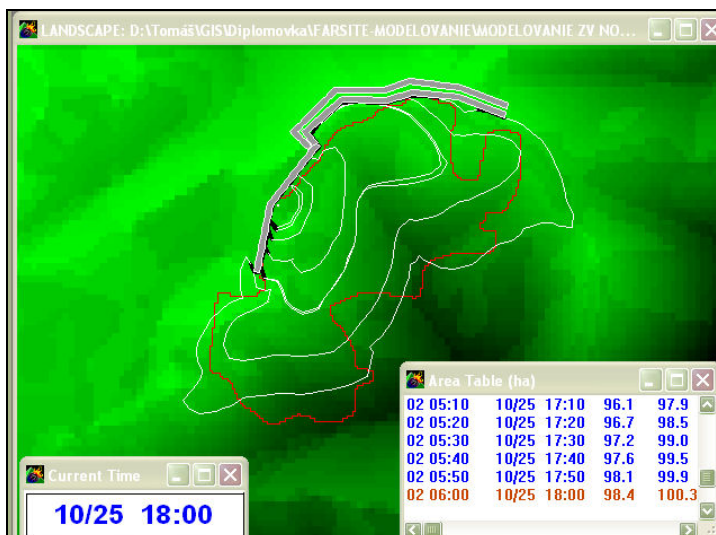 LANDSCAPE: D:\Tomáš\GIS\Diplomovka\FARSITE-MODELOVANIE\MODELOVANIE ZV NO...
Area Table (ha)
02 05:10 10/25 17:10 96.1 97.9
02 05:20 10/25 17:20 96.7 98.5
02 05:30 10/25 17:30 97.2 99.0
02 05:40 10/25 17:40 97.6 99.5
02 05:50 10/25 17:50 98.1 99.9
02 06:00 10/25 18:00 98.4 100.3
Current Time
10/25 18:00